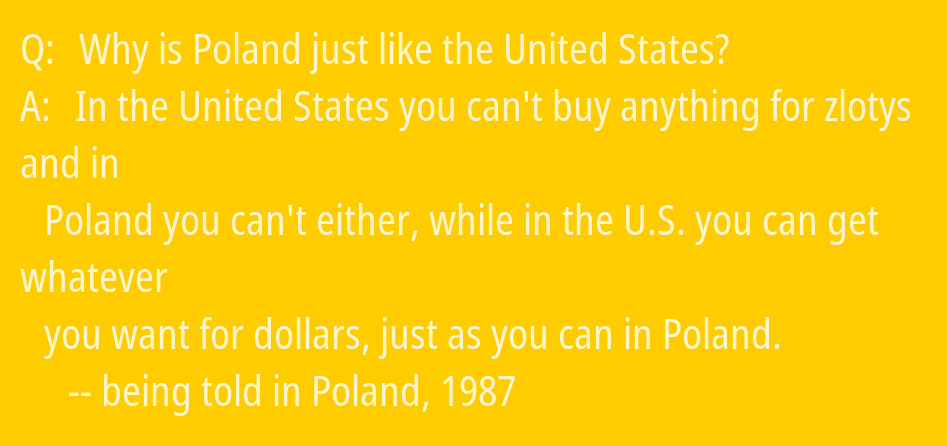 Q: Why is Poland just like the United States?
A: In the United States you can't buy anything for zlotys
and in
Poland you can't either, while in the U.S. you can get
whatever
you want for dollars, just as you can in Poland.
-- being told in Poland, 1987